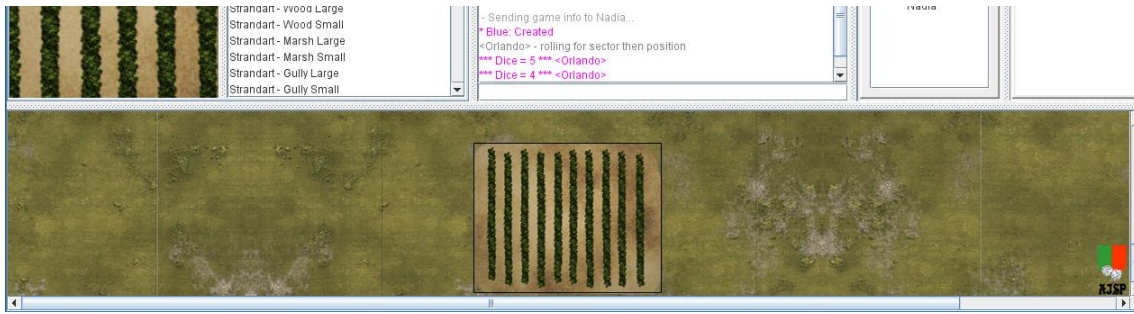 Strandart - Wood Large
Strandart - Wood Small
Strandart - Marsh Large
Strandart - Marsh Small
Strandart - Gully Large
Strandart - Gully Small
- Sending game info to Nadia...
* Blue: Created
<Orlando> - rolling for sector then position
*** Dice = 5 *** <Orlando>
*** Dice = 4 *** <Orlando>
Nadia
AJSP